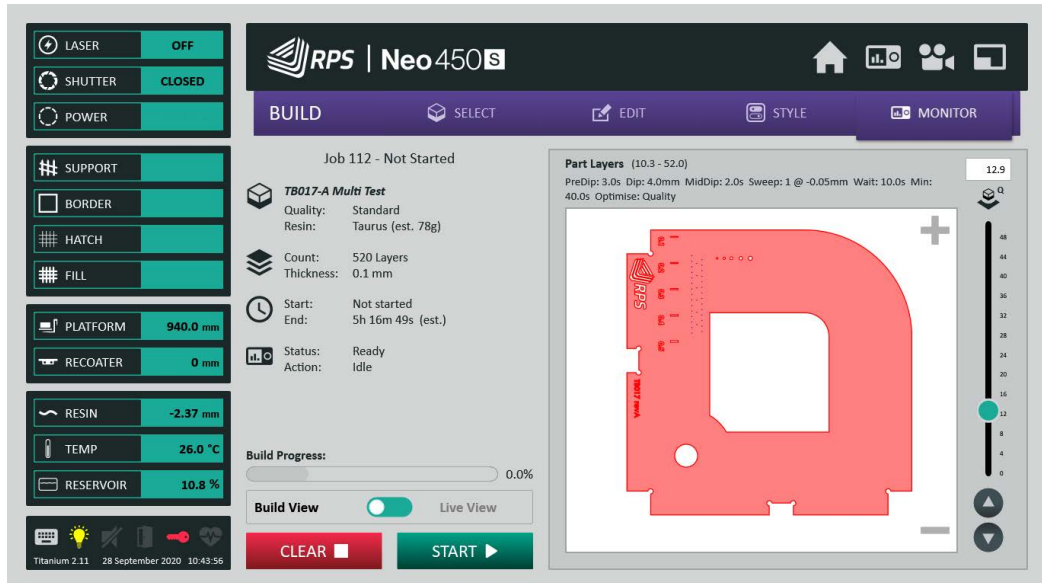 LASER OFF
SHUTTER CLOSED
POWER
SUPPORT
BORDER
HATCH
FILL
PLATFORM 940.0 mm
RECOATER 0 mm
RESIN -2.37 mm
TEMP 26.0 °C
RESERVOIR 10.8 %
Titanium 2.11 28 September 2020 10:43:56
RPS | Neo450S
BUILD SELECT EDIT STYLE MONITOR
Job 112 - Not Started
TB017-A Multi Test
Quality: Standard
Resin: Taurus (est. 78g)
Count: 520 Layers
Thickness: 0.1 mm
Start: Not started
End: 5h 16m 49s (est.)
Status: Ready
Action: Idle
Build Progress:
0.0%
Build View Live View
CLEAR START
Part Layers (10.3 - 52.0)
PreDip: 3.0s Dip: 4.0mm MidDip: 2.0s Sweep: 1 @ -0.05mm Wait: 10.0s Min:
40.0s Optimise: Quality
RPS
TB017 revA
12.9
Q
48
44
40
36
32
28
24
20
16
12
8
4
0